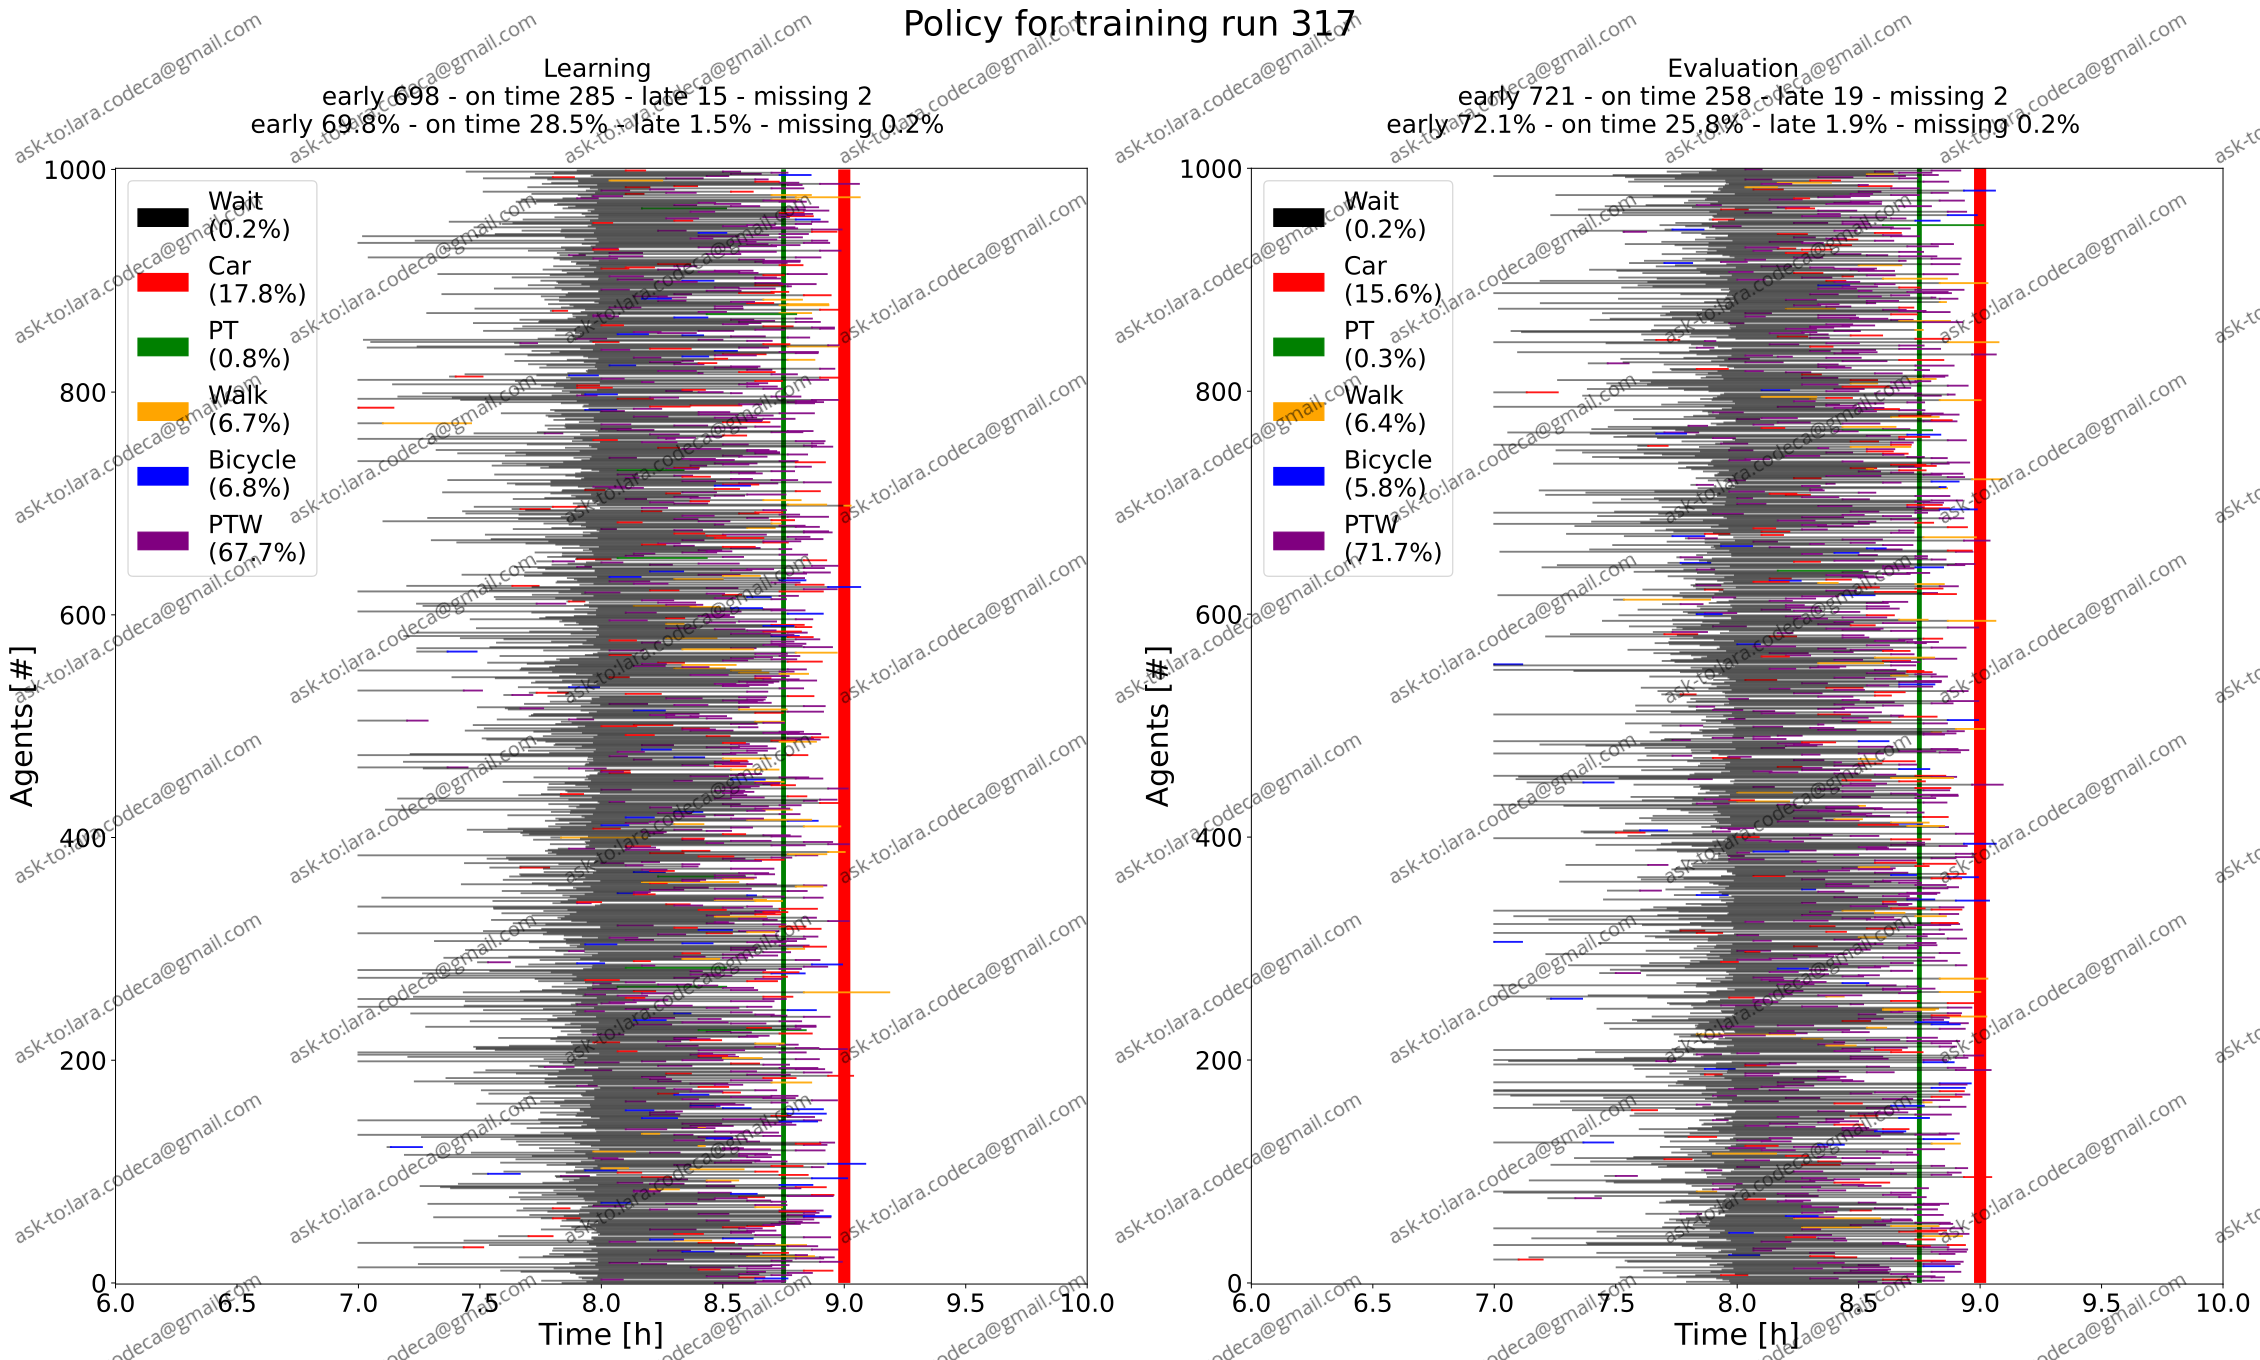 Policy for training run 317
Learning
early 698 - on time 285 - late 15 - missing 2
early 69.8% - on time 28.5% - late 1.5% - missing 0.2%
Evaluation
early 721 - on time 258 - late 19 - missing 2
early 72.1% - on time 25.8% - late 1.9% - missing 0.2%
Wait
(0.2%)
Car
(17.8%)
PT
(0.8%)
Walk
(6.7%)
Bicycle
(6.8%)
PTW
(67.7%)
Wait
(0.2%)
Car
(15.6%)
PT
(0.3%)
Walk
(6.4%)
Bicycle
(5.8%)
PTW
(71.7%)
1000
800
600
400
200
0
Agents [#]
6.0 6.5 7.0 7.5 8.0 8.5 9.0 9.5 10.0
Time [h]
1000
800
600
400
200
0
Agents [#]
6.0 6.5 7.0 7.5 8.0 8.5 9.0 9.5 10.0
Time [h]
ask-to:lara.codeca@gmail.com